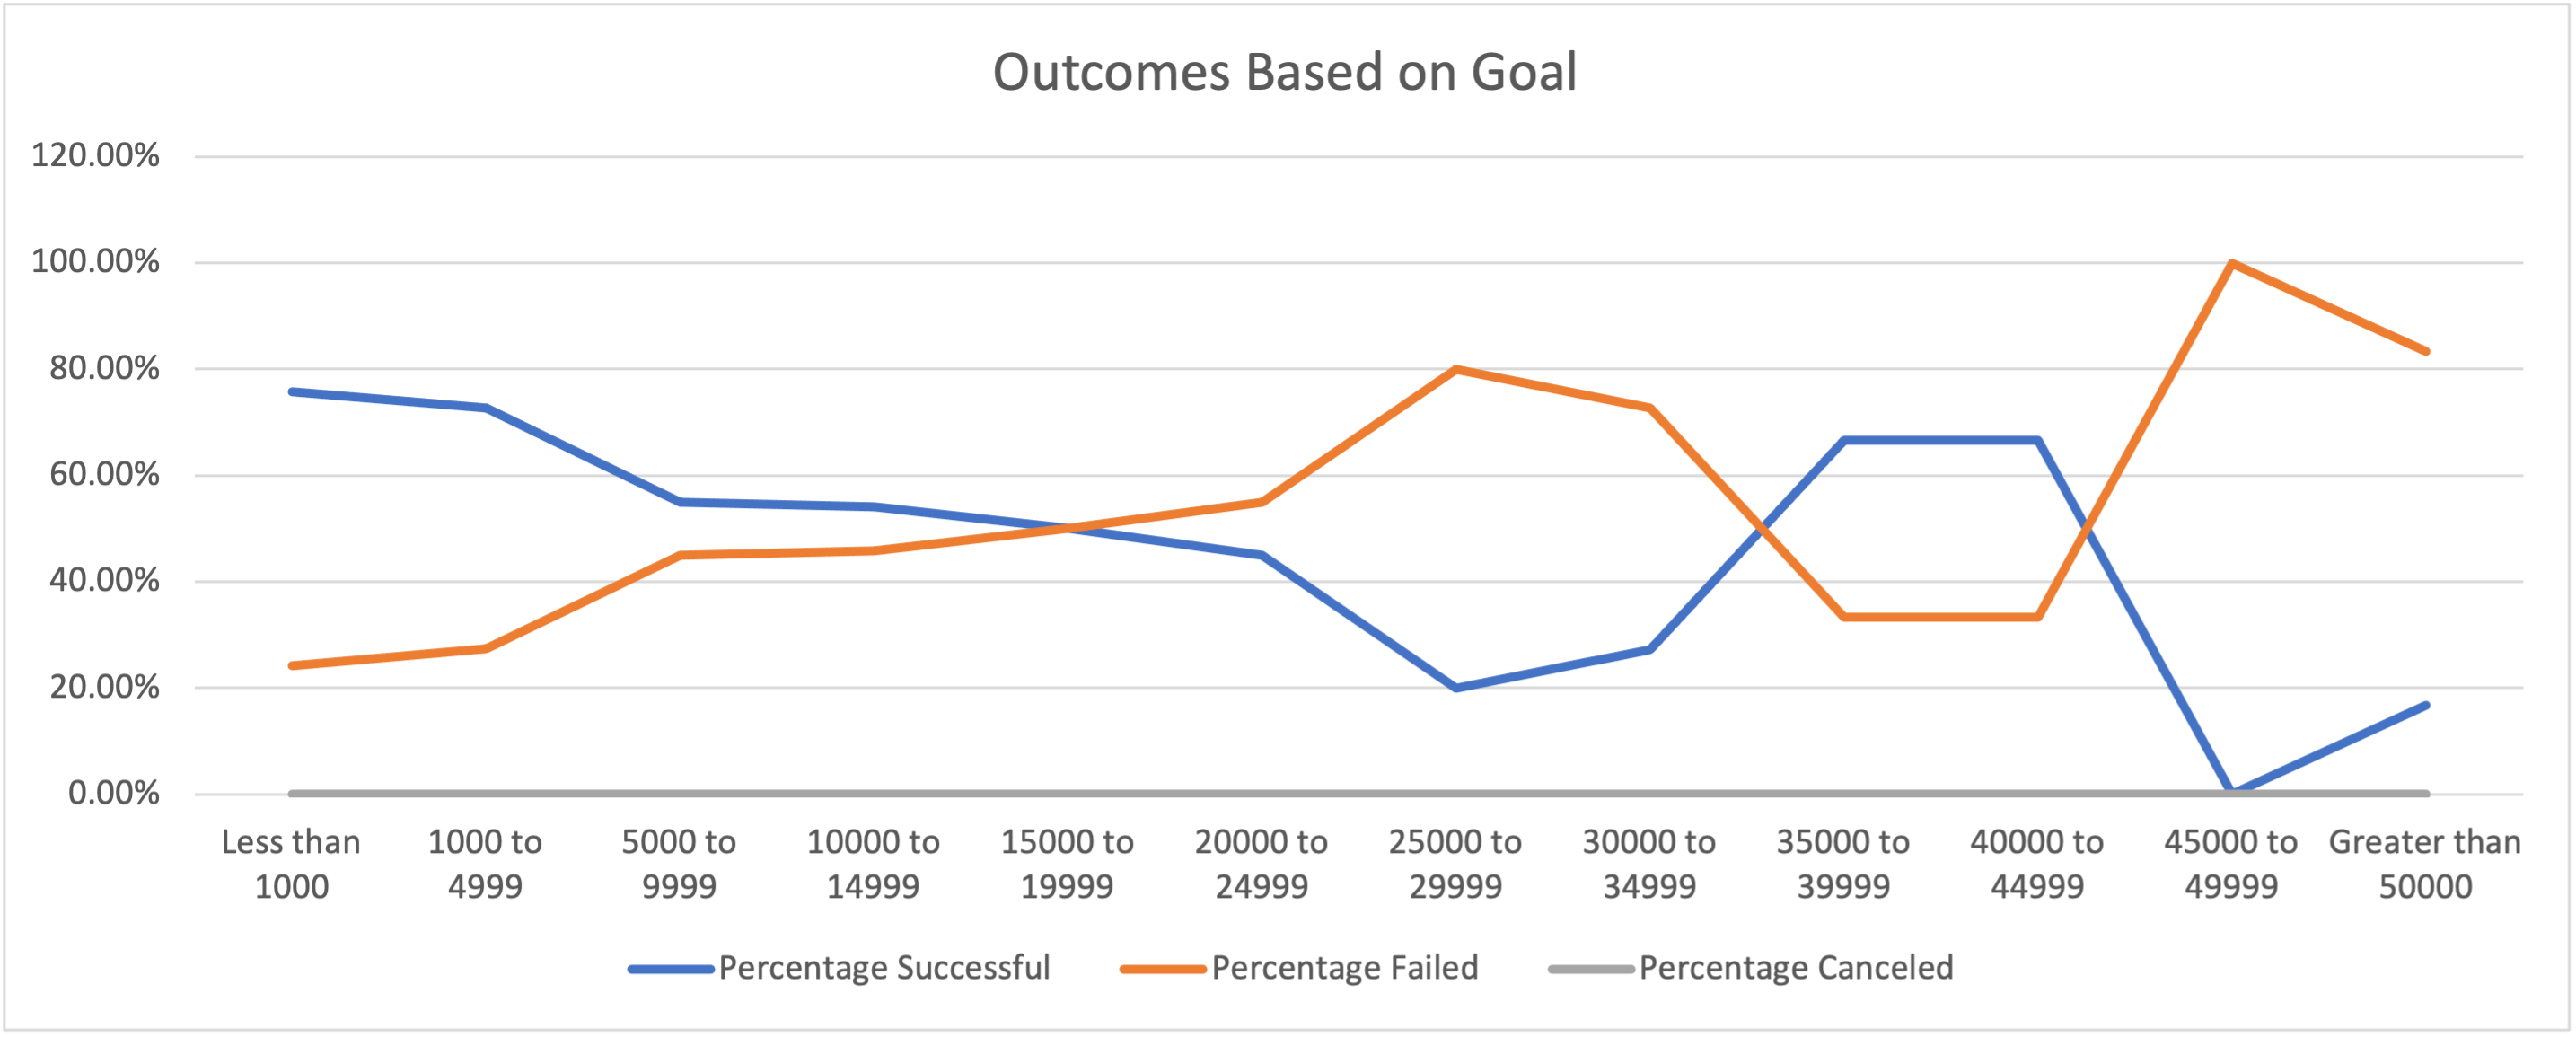 Outcomes Based on Goal
120.00%
100.00%
80.00%
60.00%
40.00%
20.00%
0.00%
Less than 1000 to 5000 to 10000 to 15000 to 20000 to 25000 to 30000 to 35000 to 40000 to 45000 to Greater than
1000 4999 9999 14999 19999 24999 29999 34999 39999 44999 49999 50000
Percentage Successful Percentage Failed Percentage Canceled